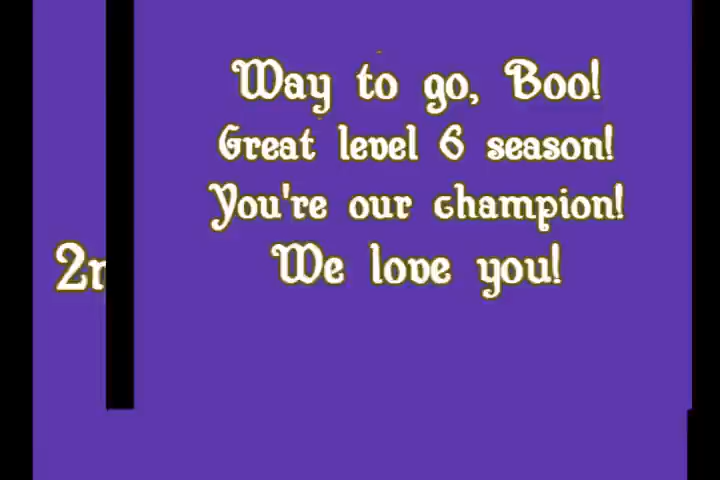 Way to go, Boo!
Great level 6 season!
You're our champion!
We love you!